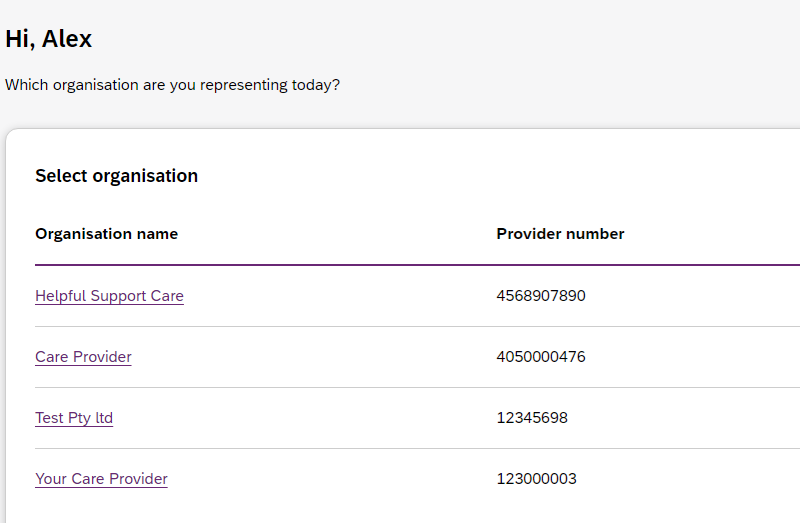 Hi, Alex
Which organisation are you representing today?
Select organisation
Organisation name Provider number
Helpful Support Care 4568907890
Care Provider 4050000476
Test Pty ltd 12345698
Your Care Provider 123000003